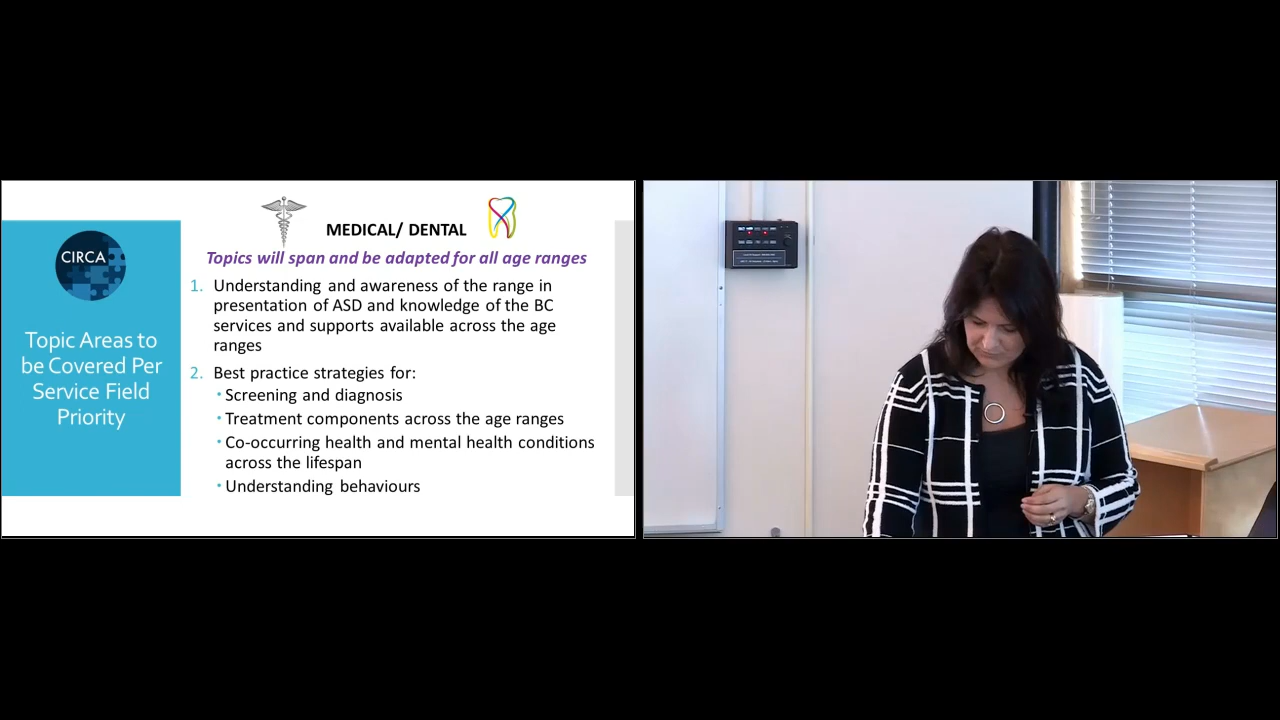 CIRCA
Topic Areas to
be Covered Per
Service Field
Priority
MEDICAL/ DENTAL
Topics will span and be adapted for all age ranges
1. Understanding and awareness of the range in
presentation of ASD and knowledge of the BC
services and supports available across the age
ranges
2. Best practice strategies for:
• Screening and diagnosis
• Treatment components across the age ranges
• Co-occurring health and mental health conditions
across the lifespan
• Understanding behaviours